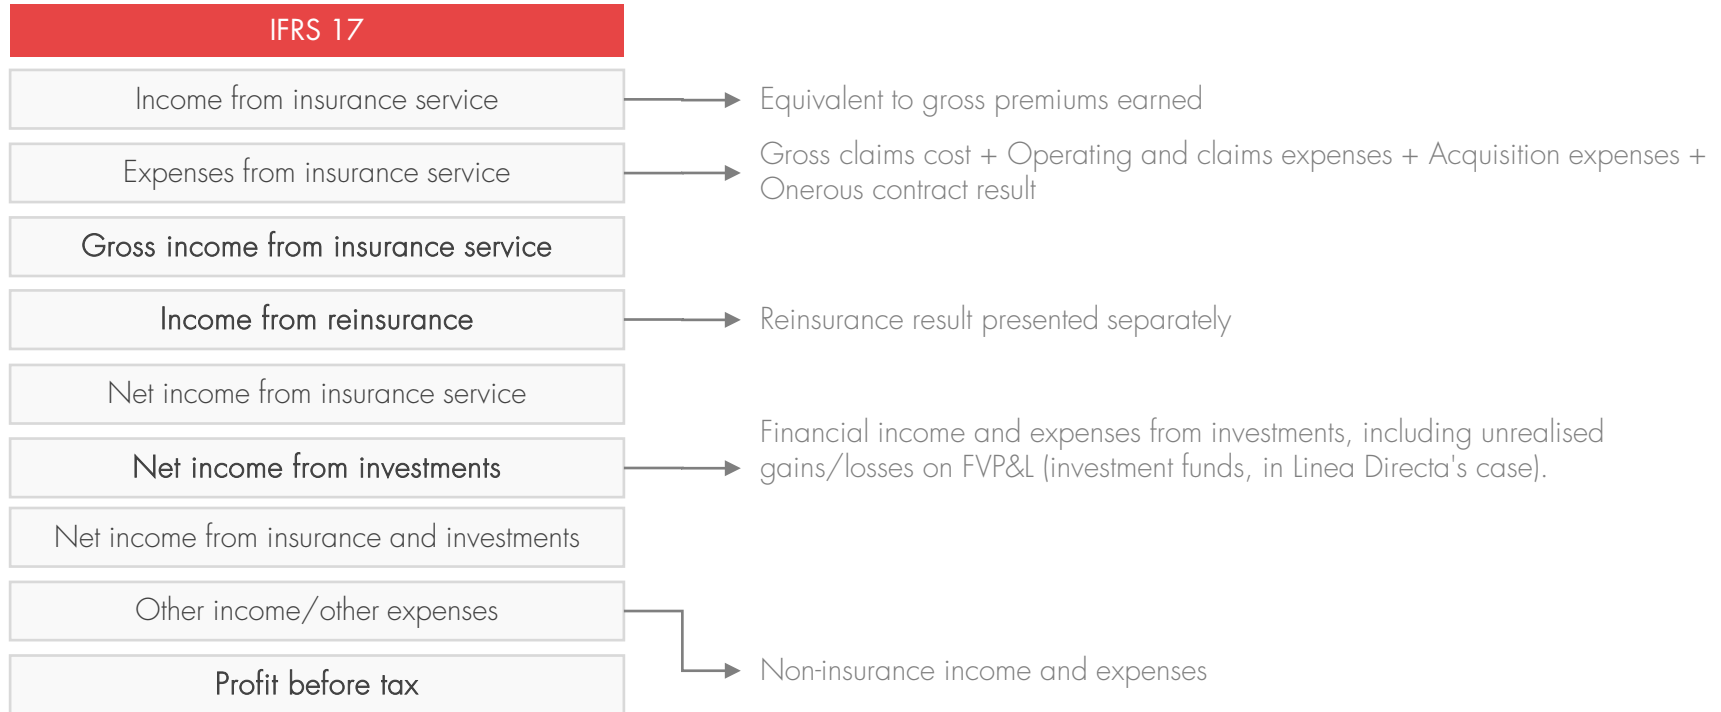 IFRS 17
Income from insurance service
Equivalent to gross premiums earned
Expenses from insurance service
Gross claims cost + Operating and claims expenses + Acquisition expenses +
Onerous contract result
Gross income from insurance service
Income from reinsurance
Reinsurance result presented separately
Net income from insurance service
Net income from investments
Financial income and expenses from investments, including unrealised
gains/losses on FVP&L (investment funds, in Linea Directa's case).
Net income from insurance and investments
Other income/other expenses
Non-insurance income and expenses
Profit before tax